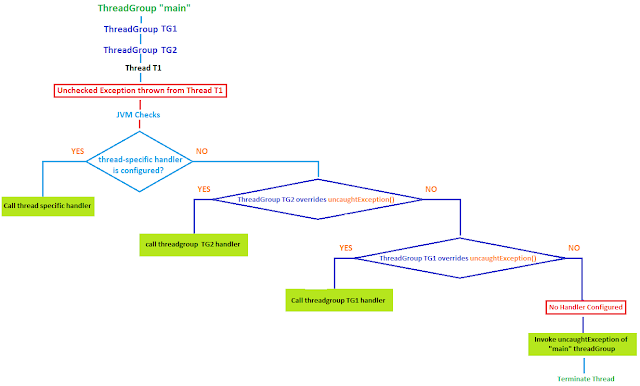 ThreadGroup "main"
ThreadGroup TG1
ThreadGroup TG2
Thread T1
Unchecked Exception thrown from Thread T1
JVM Checks
YES
thread-specific handler
is configured?
NO
Call thread specific handler
YES
ThreadGroup TG2 overrides uncaughtException()
NO
call threadgroup TG2 handler
YES
ThreadGroup TG1 overrides uncaughtException()
NO
Call threadgroup TG1 handler
No Handler Configured
Invoke uncaughtException of
"main" threadGroup
Terminate Thread